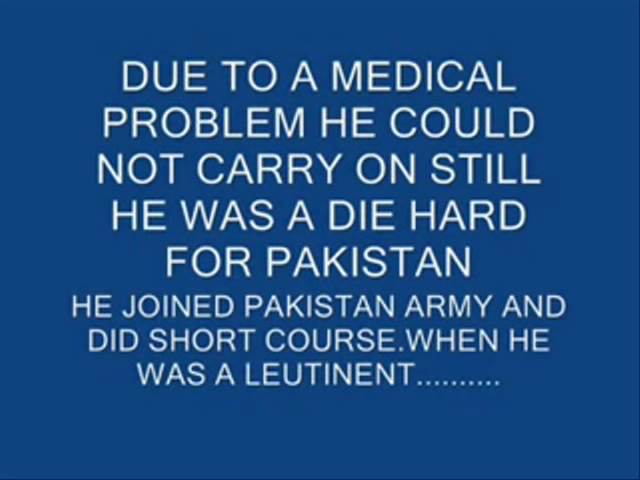 DUE TO A MEDICAL
PROBLEM HE COULD
NOT CARRY ON STILL
HE WAS A DIE HARD
FOR PAKISTAN
HE JOINED PAKISTAN ARMY AND
DID SHORT COURSE.WHEN HE
WAS A LEUTINENT..........